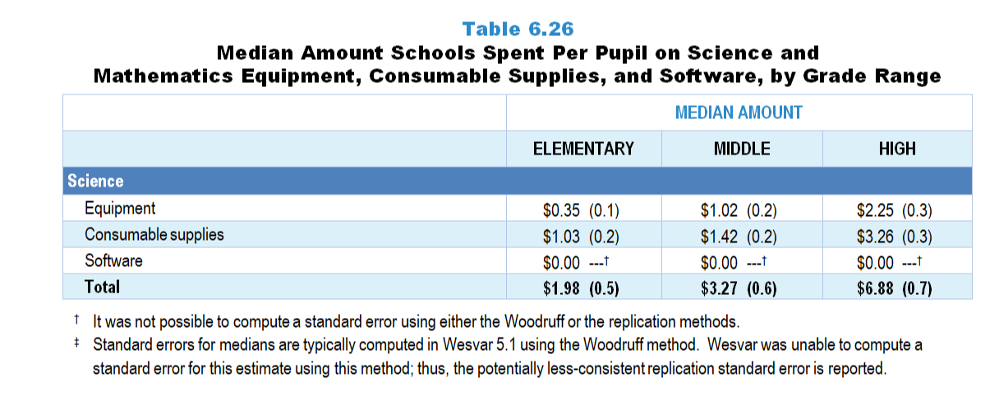 Table 6.26
Median Amount Schools Spent Per Pupil on Science and
Mathematics Equipment, Consumable Supplies, and Software, by Grade Range
MEDIAN AMOUNT
ELEMENTARY MIDDLE HIGH
Science
Equipment $0.35 (0.1) $1.02 (0.2) $2.25 (0.3)
Consumable supplies $1.03 (0.2) $1.42 (0.2) $3.26 (0.3)
Software $0.00 ---† $0.00 ---† $0.00 ---†
Total $1.98 (0.5) $3.27 (0.6) $6.88 (0.7)
† It was not possible to compute a standard error using either the Woodruff or the replication methods.
‡ Standard errors for medians are typically computed in Wesvar 5.1 using the Woodruff method. Wesvar was unable to compute a
standard error for this estimate using this method; thus, the potentially less-consistent replication standard error is reported.